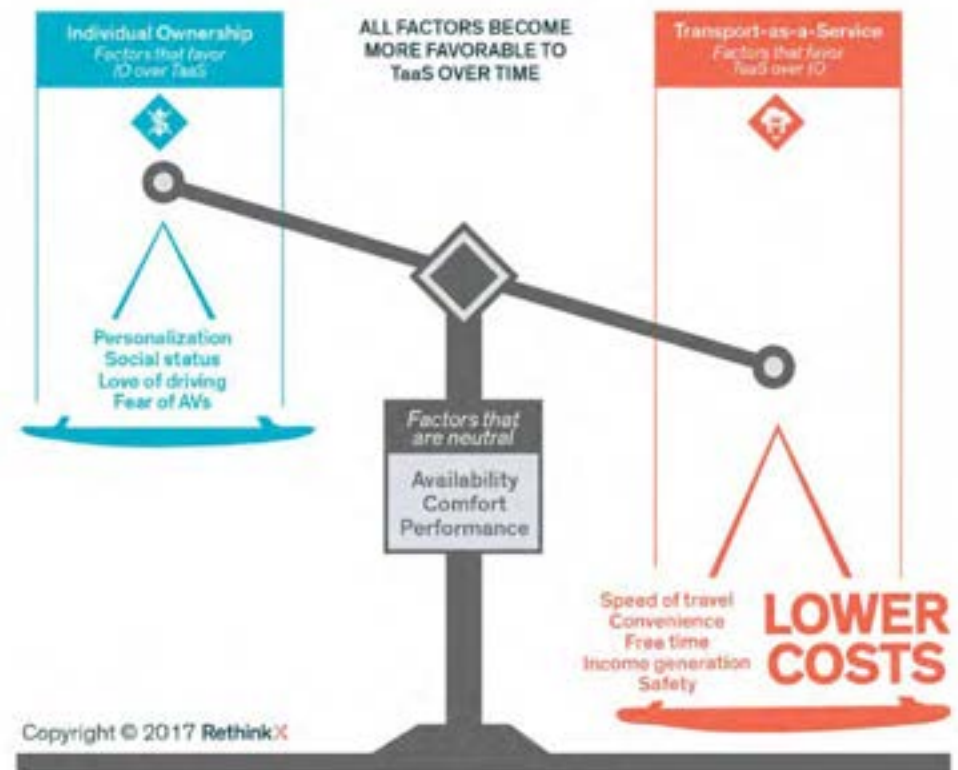 Individual Ownership
Factors that favor
IO over TaaS
ALL FACTORS BECOME
MORE FAVORABLE TO
TaaS OVER TIME
Transport-as-a-Service
Factors that favor
TaaS over IO
Personalization
Social status
Love of driving
Fear of AVs
Factors that
are neutral
Availability
Comfort
Performance
Speed of travel
Convenience
Free time
Income generation
Safety
LOWER
COSTS
Copyright © 2017 RethinkX